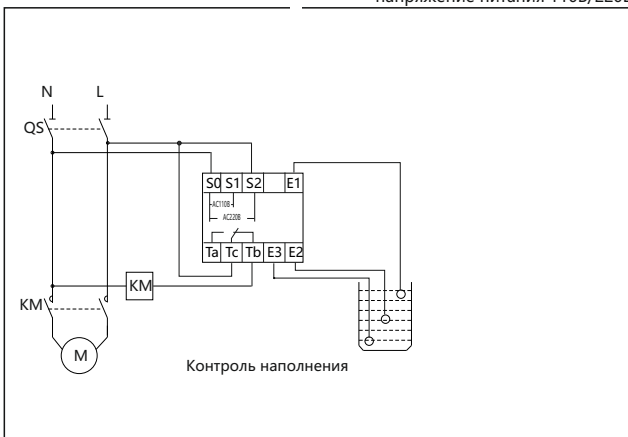 напряжение питания 110В/220В
N L
QS
S0 S1 S2 E1
AC110В
AC220В
Ta Tc Tb E3 E2
KM
KM
M
Контроль наполнения